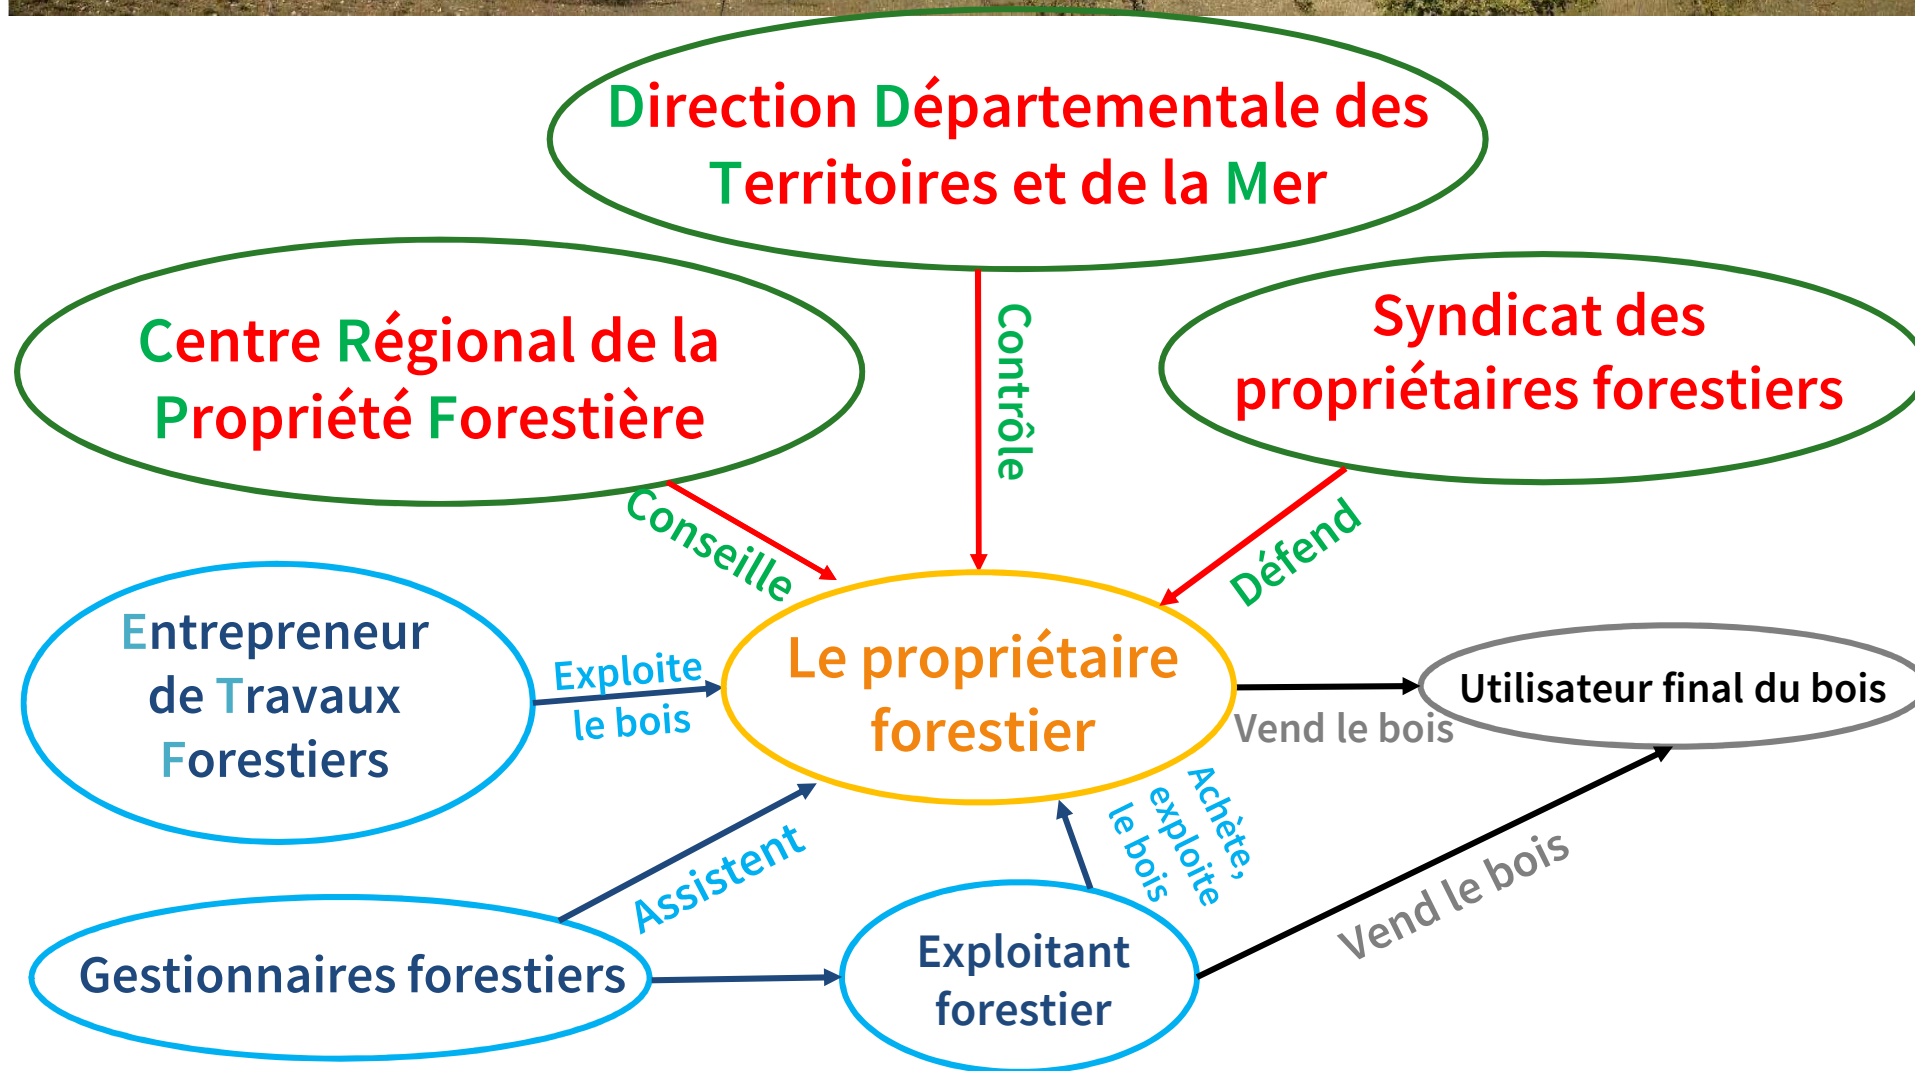 Direction Départementale des
Territoires et de la Mer
Centre Régional de la
Propriété Forestière
Syndicat des
propriétaires forestiers
Contrôle
Conseille
Défend
Entrepreneur
de Travaux
Forestiers
Exploite
le bois
Le propriétaire
forestier
Vend le bois
Utilisateur final du bois
Assistent
Achète,
exploite
le bois
Vend le bois
Gestionnaires forestiers
Exploitant
forestier